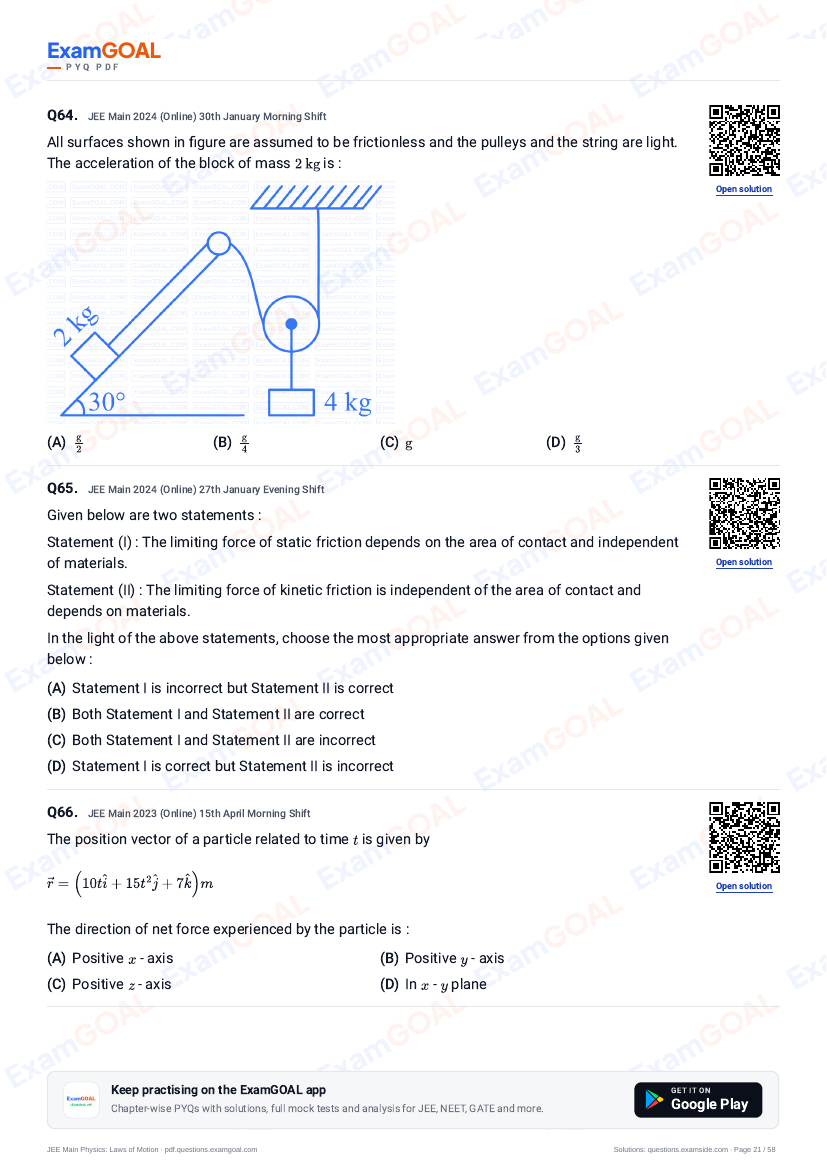 ExamGOAL
PYQ PDF
Q64. JEE Main 2024 (Online) 30th January Morning Shift
All surfaces shown in figure are assumed to be frictionless and the pulleys and the string are light.
The acceleration of the block of mass 2 kg is :
Open solution
2 kg
30°
4 kg
(A) g/2 (B) g/4 (C) g (D) g/3
Q65. JEE Main 2024 (Online) 27th January Evening Shift
Given below are two statements :
Open solution
Statement (I) : The limiting force of static friction depends on the area of contact and independent
of materials.
Statement (II) : The limiting force of kinetic friction is independent of the area of contact and
depends on materials.
In the light of the above statements, choose the most appropriate answer from the options given
below :
(A) Statement I is incorrect but Statement II is correct
(B) Both Statement I and Statement II are correct
(C) Both Statement I and Statement II are incorrect
(D) Statement I is correct but Statement II is incorrect
Q66. JEE Main 2023 (Online) 15th April Morning Shift
The position vector of a particle related to time t is given by
r⃗ = (10tî + 15t²ĵ + 7k̂)m
Open solution
The direction of net force experienced by the particle is :
(A) Positive x - axis (B) Positive y - axis
(C) Positive z - axis (D) In x - y plane
ExamGOAL
Keep practising on the ExamGOAL app
Chapter-wise PYQs with solutions, full mock tests and analysis for JEE, NEET, GATE and more.
GET IT ON
Google Play
JEE Main Physics: Laws of Motion · pdf.questions.examgoal.com Solutions: questions.examside.com · Page 21 / 58